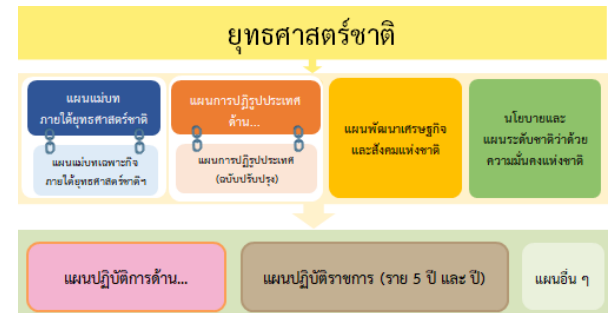 ยุทธศาสตร์ชาติ
แผนแม่บท
ภายใต้ยุทธศาสตร์ชาติ
แผนแม่บทเฉพาะกิจ
ภายใต้ยุทธศาสตร์ชาติฯ
แผนการปฏิรูปประเทศ
ด้าน...
แผนการปฏิรูปประเทศ
(ฉบับปรับปรุง)
แผนพัฒนาเศรษฐกิจ
และสังคมแห่งชาติ
นโยบายและ
แผนระดับชาติว่าด้วย
ความมั่นคงแห่งชาติ
แผนปฏิบัติการด้าน...
แผนปฏิบัติราชการ (ราย 5 ปี และ ปี)
แผนอื่น ๆ